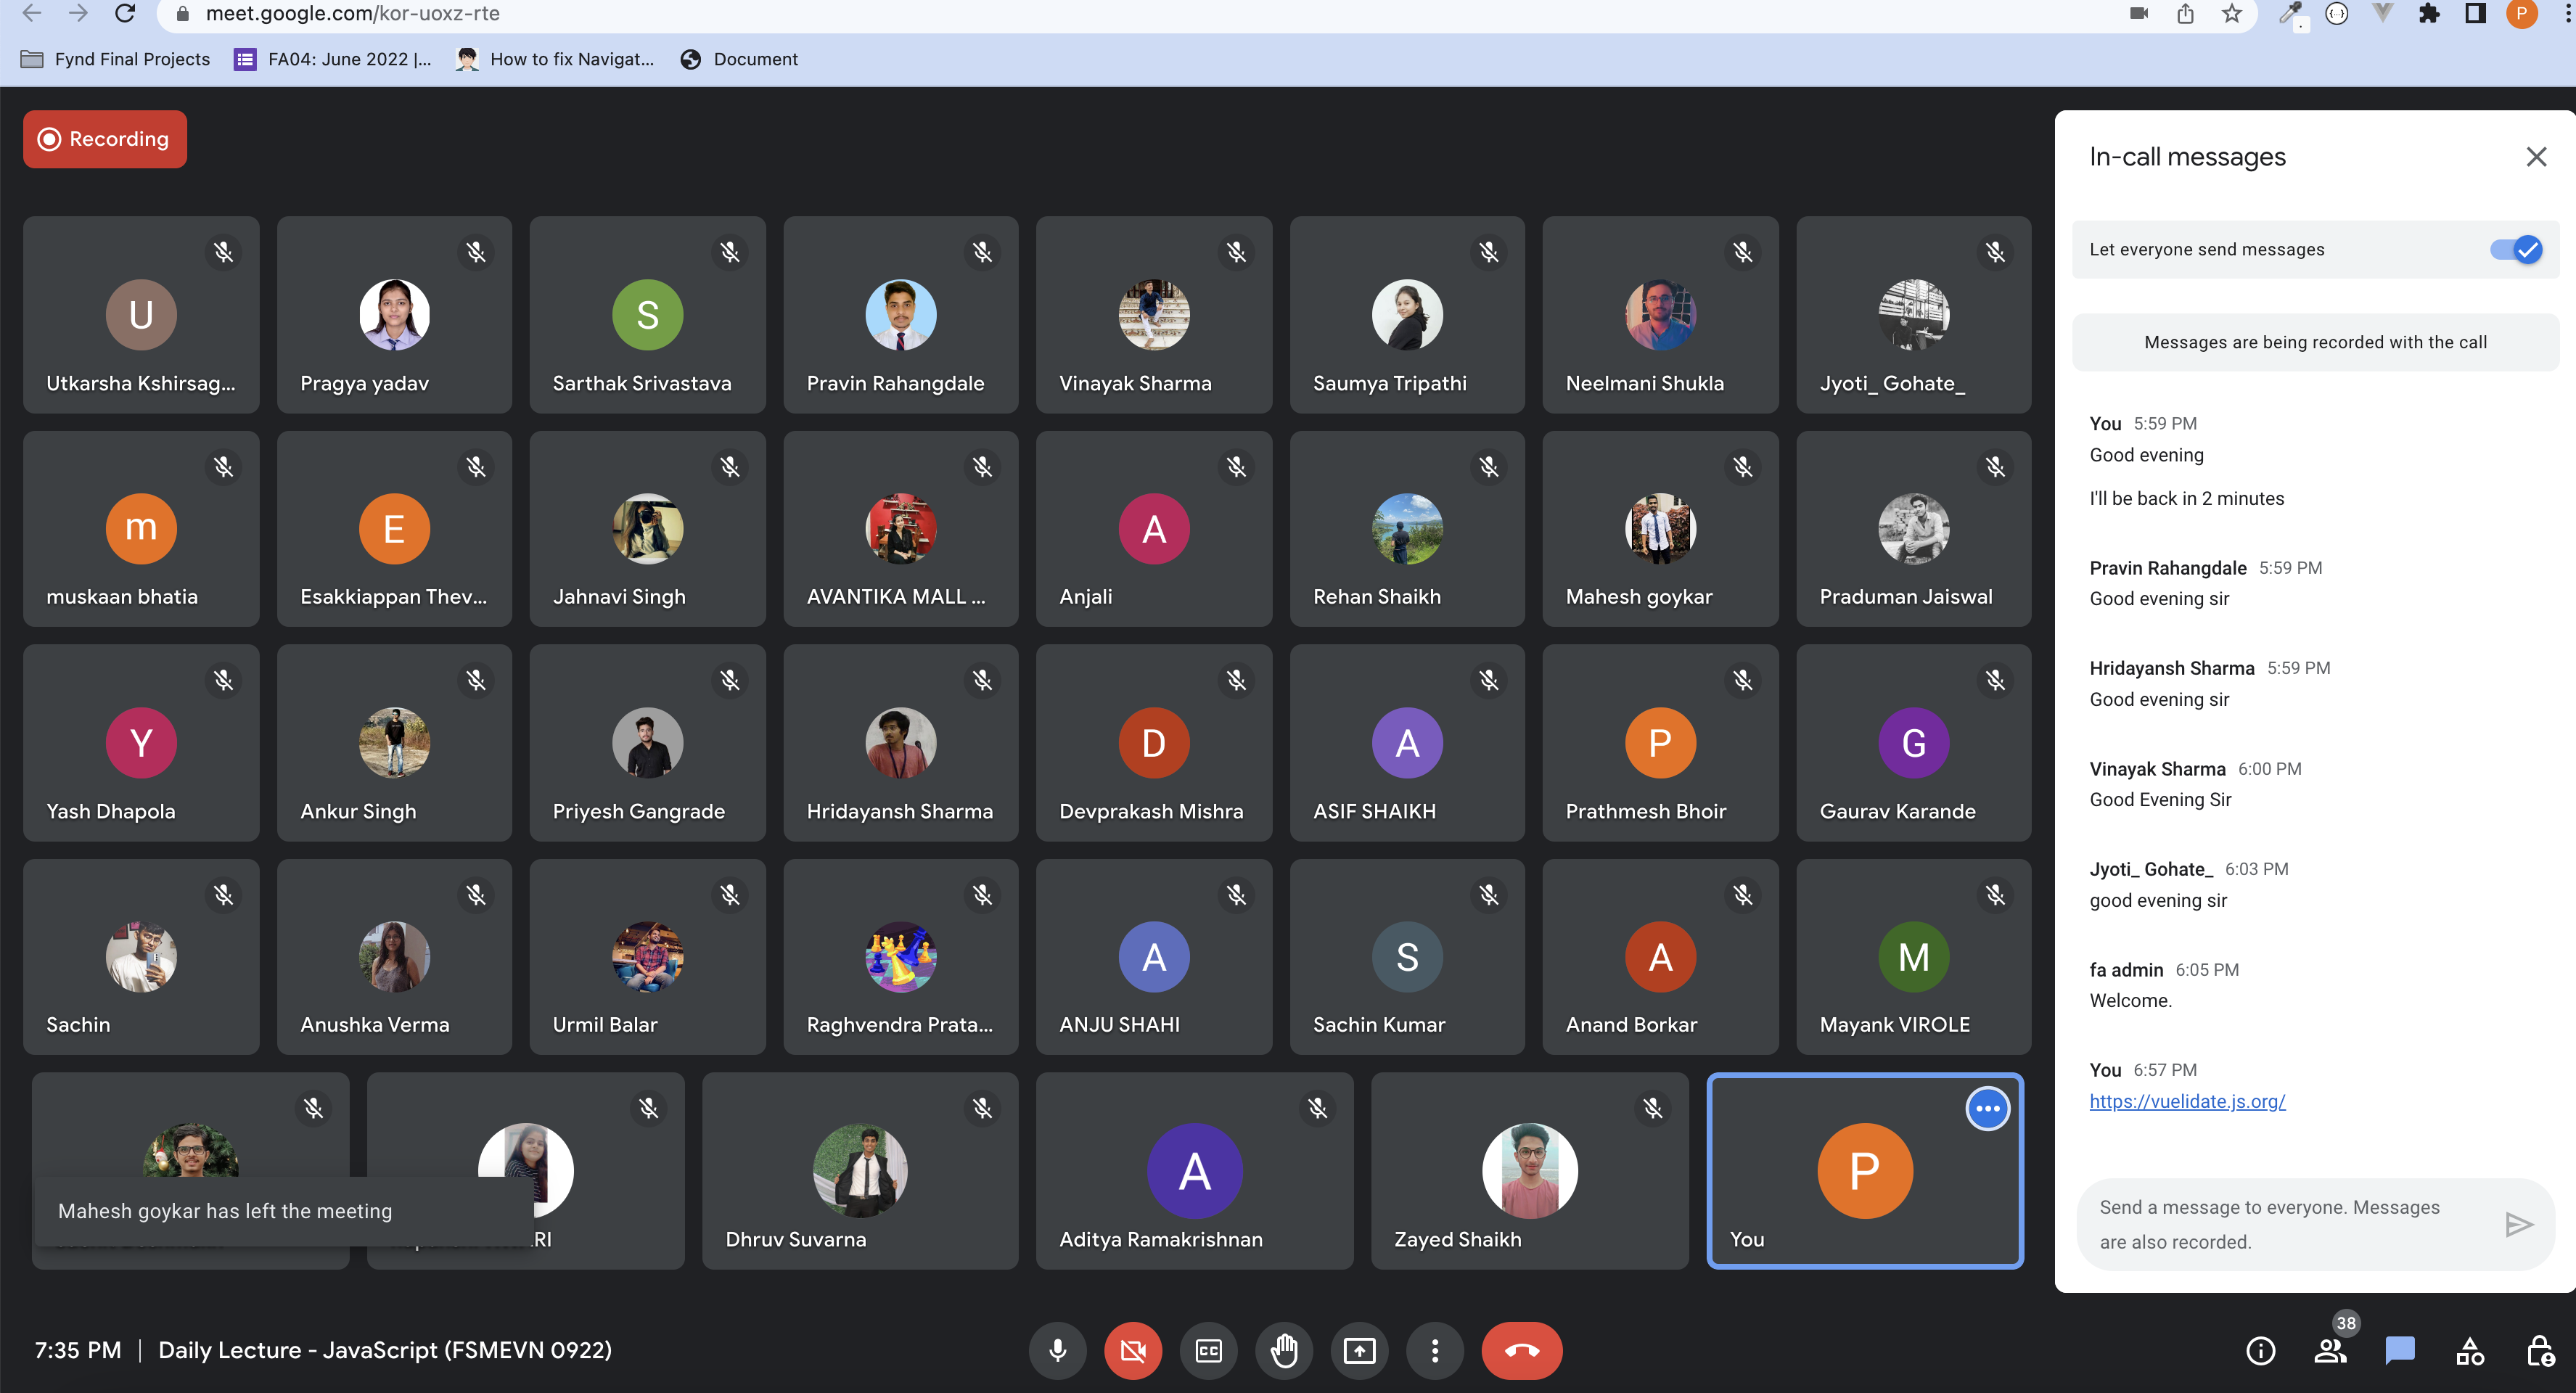 meet.google.com/kor-uoxz-rte
P
Fynd Final Projects
FA04: June 2022 |...
How to fix Navigat...
Document
Recording
U
S
Utkarsha Kshirsag...
Pragya yadav
Sarthak Srivastava
Pravin Rahangdale
Vinayak Sharma
Saumya Tripathi
Neelmani Shukla
Jyoti_ Gohate_
m
E
A
muskaan bhatia
Esakkiappan Thev...
Jahnavi Singh
AVANTIKA MALL ...
Anjali
Rehan Shaikh
Mahesh goykar
Praduman Jaiswal
Y
D
A
P
G
Yash Dhapola
Ankur Singh
Priyesh Gangrade
Hridayansh Sharma
Devprakash Mishra
ASIF SHAIKH
Prathmesh Bhoir
Gaurav Karande
A
S
A
M
Sachin
Anushka Verma
Urmil Balar
Raghvendra Prata...
ANJU SHAHI
Sachin Kumar
Anand Borkar
Mayank VIROLE
A
P
Mahesh goykar has left the meeting
Dhruv Suvarna
Aditya Ramakrishnan
Zayed Shaikh
You
In-call messages
Let everyone send messages
Messages are being recorded with the call
You 5:59 PM
Good evening
I'll be back in 2 minutes
Pravin Rahangdale 5:59 PM
Good evening sir
Hridayansh Sharma 5:59 PM
Good evening sir
Vinayak Sharma 6:00 PM
Good Evening Sir
Jyoti_ Gohate_ 6:03 PM
good evening sir
fa admin 6:05 PM
Welcome.
You 6:57 PM
https://vuelidate.js.org/
Send a message to everyone. Messages
are also recorded.
7:35 PM | Daily Lecture - JavaScript (FSMEVN 0922)
CC
38